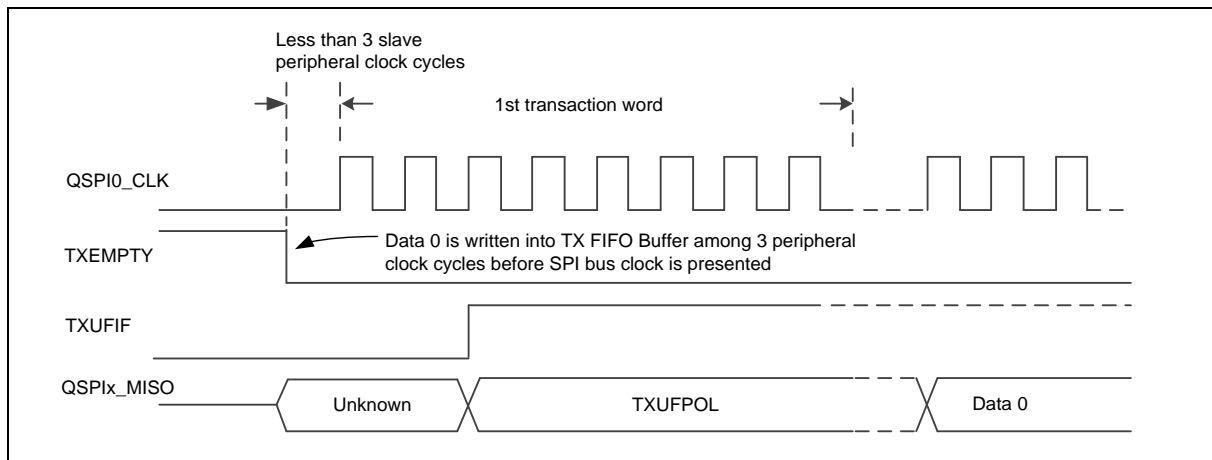 Less than 3 slave
peripheral clock cycles
1st transaction word
QSPI0_CLK
TXEMPTY
Data 0 is written into TX FIFO Buffer among 3 peripheral
clock cycles before SPI bus clock is presented
TXUFIF
QSPIx_MISO
Unknown
TXUFPOL
Data 0